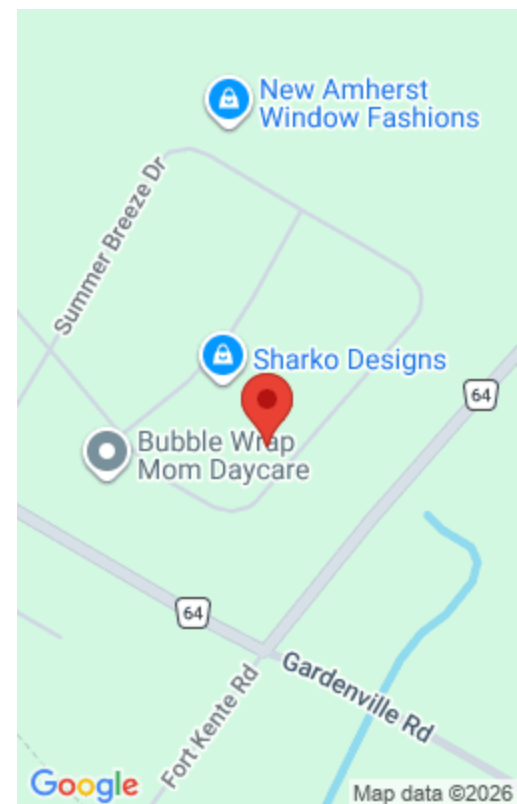 New Amherst
Window Fashions
Summer Breeze Dr
Sharko Designs
64
Bubble Wrap
Mom Daycare
64
Gardenville Rd
Fort Kente Rd
Google
Map data ©2026